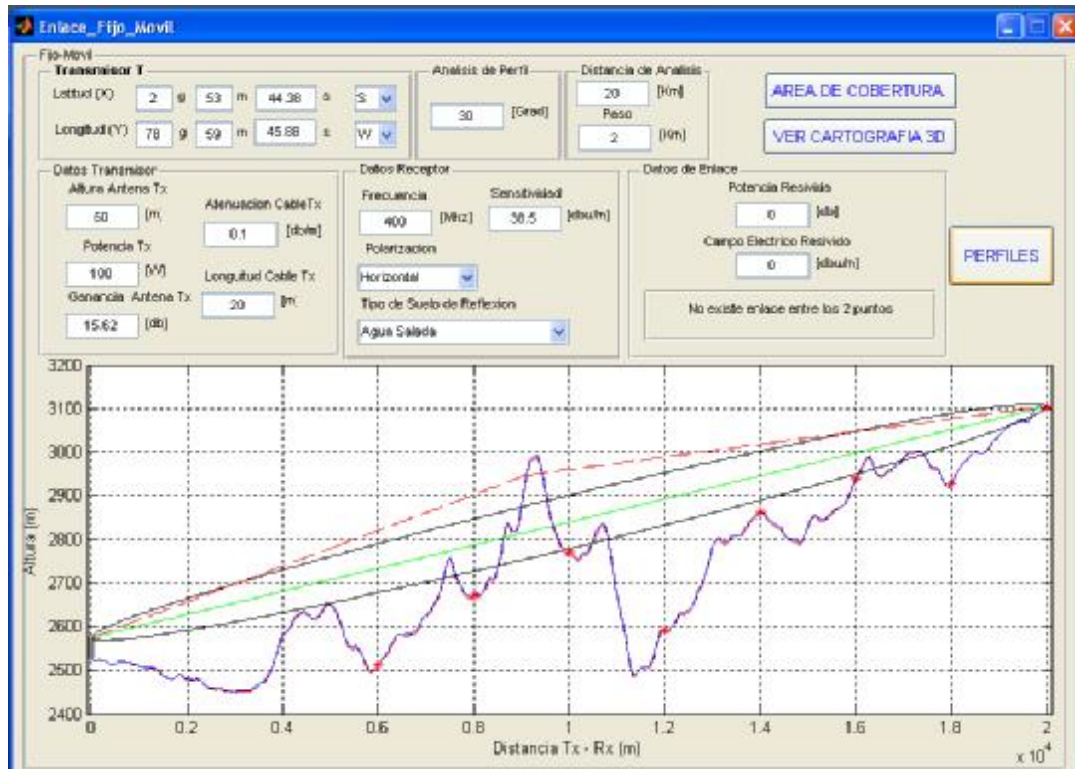 Enlace_Fijo_Movil
Fijo-Movil
Transmisor T
Latitud (X) 2 g 53 m 44.38 s S
Longitud (Y) 78 g 59 m 45.88 s W
Analisis de Perfil
30 [Grad]
Distancia de Analisis
20 [Km]
Paso
2 [Km]
AREA DE COBERTURA
VER CARTOGRAFIA 3D
Datos Transmisor
Altura Antena Tx
50 [m]
Potencia Tx
100 [W]
Ganancia Antena Tx
15.62 [db]
Atenuacion CableTx
0.1 [db/m]
Longuitud Cable Tx
20 [m]
Datos Receptor
Frecuencia
400 [Mhz]
Sensitividad
38.5 [dbu/m]
Polarizacion
Horizontal
Tipo de Suelo de Reflexion
Agua Salada
Datos de Enlace
Potencia Resivida
0
Campo Electrico Resivido
0 [dbu/m]
No existe enlace entre los 2 puntos
PERFILES
3200
3100
3000
2900
2800
2700
2600
2500
2400
Altura [m]
0 0.2 0.4 0.6 0.8 1 1.2 1.4 1.6 1.8 2
Distancia Tx - Rx [m]
x 10^4